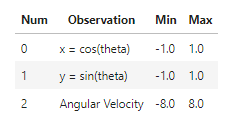 Num Observation Min Max
0 x = cos(theta) -1.0 1.0
1 y = sin(theta) -1.0 1.0
2 Angular Velocity -8.0 8.0